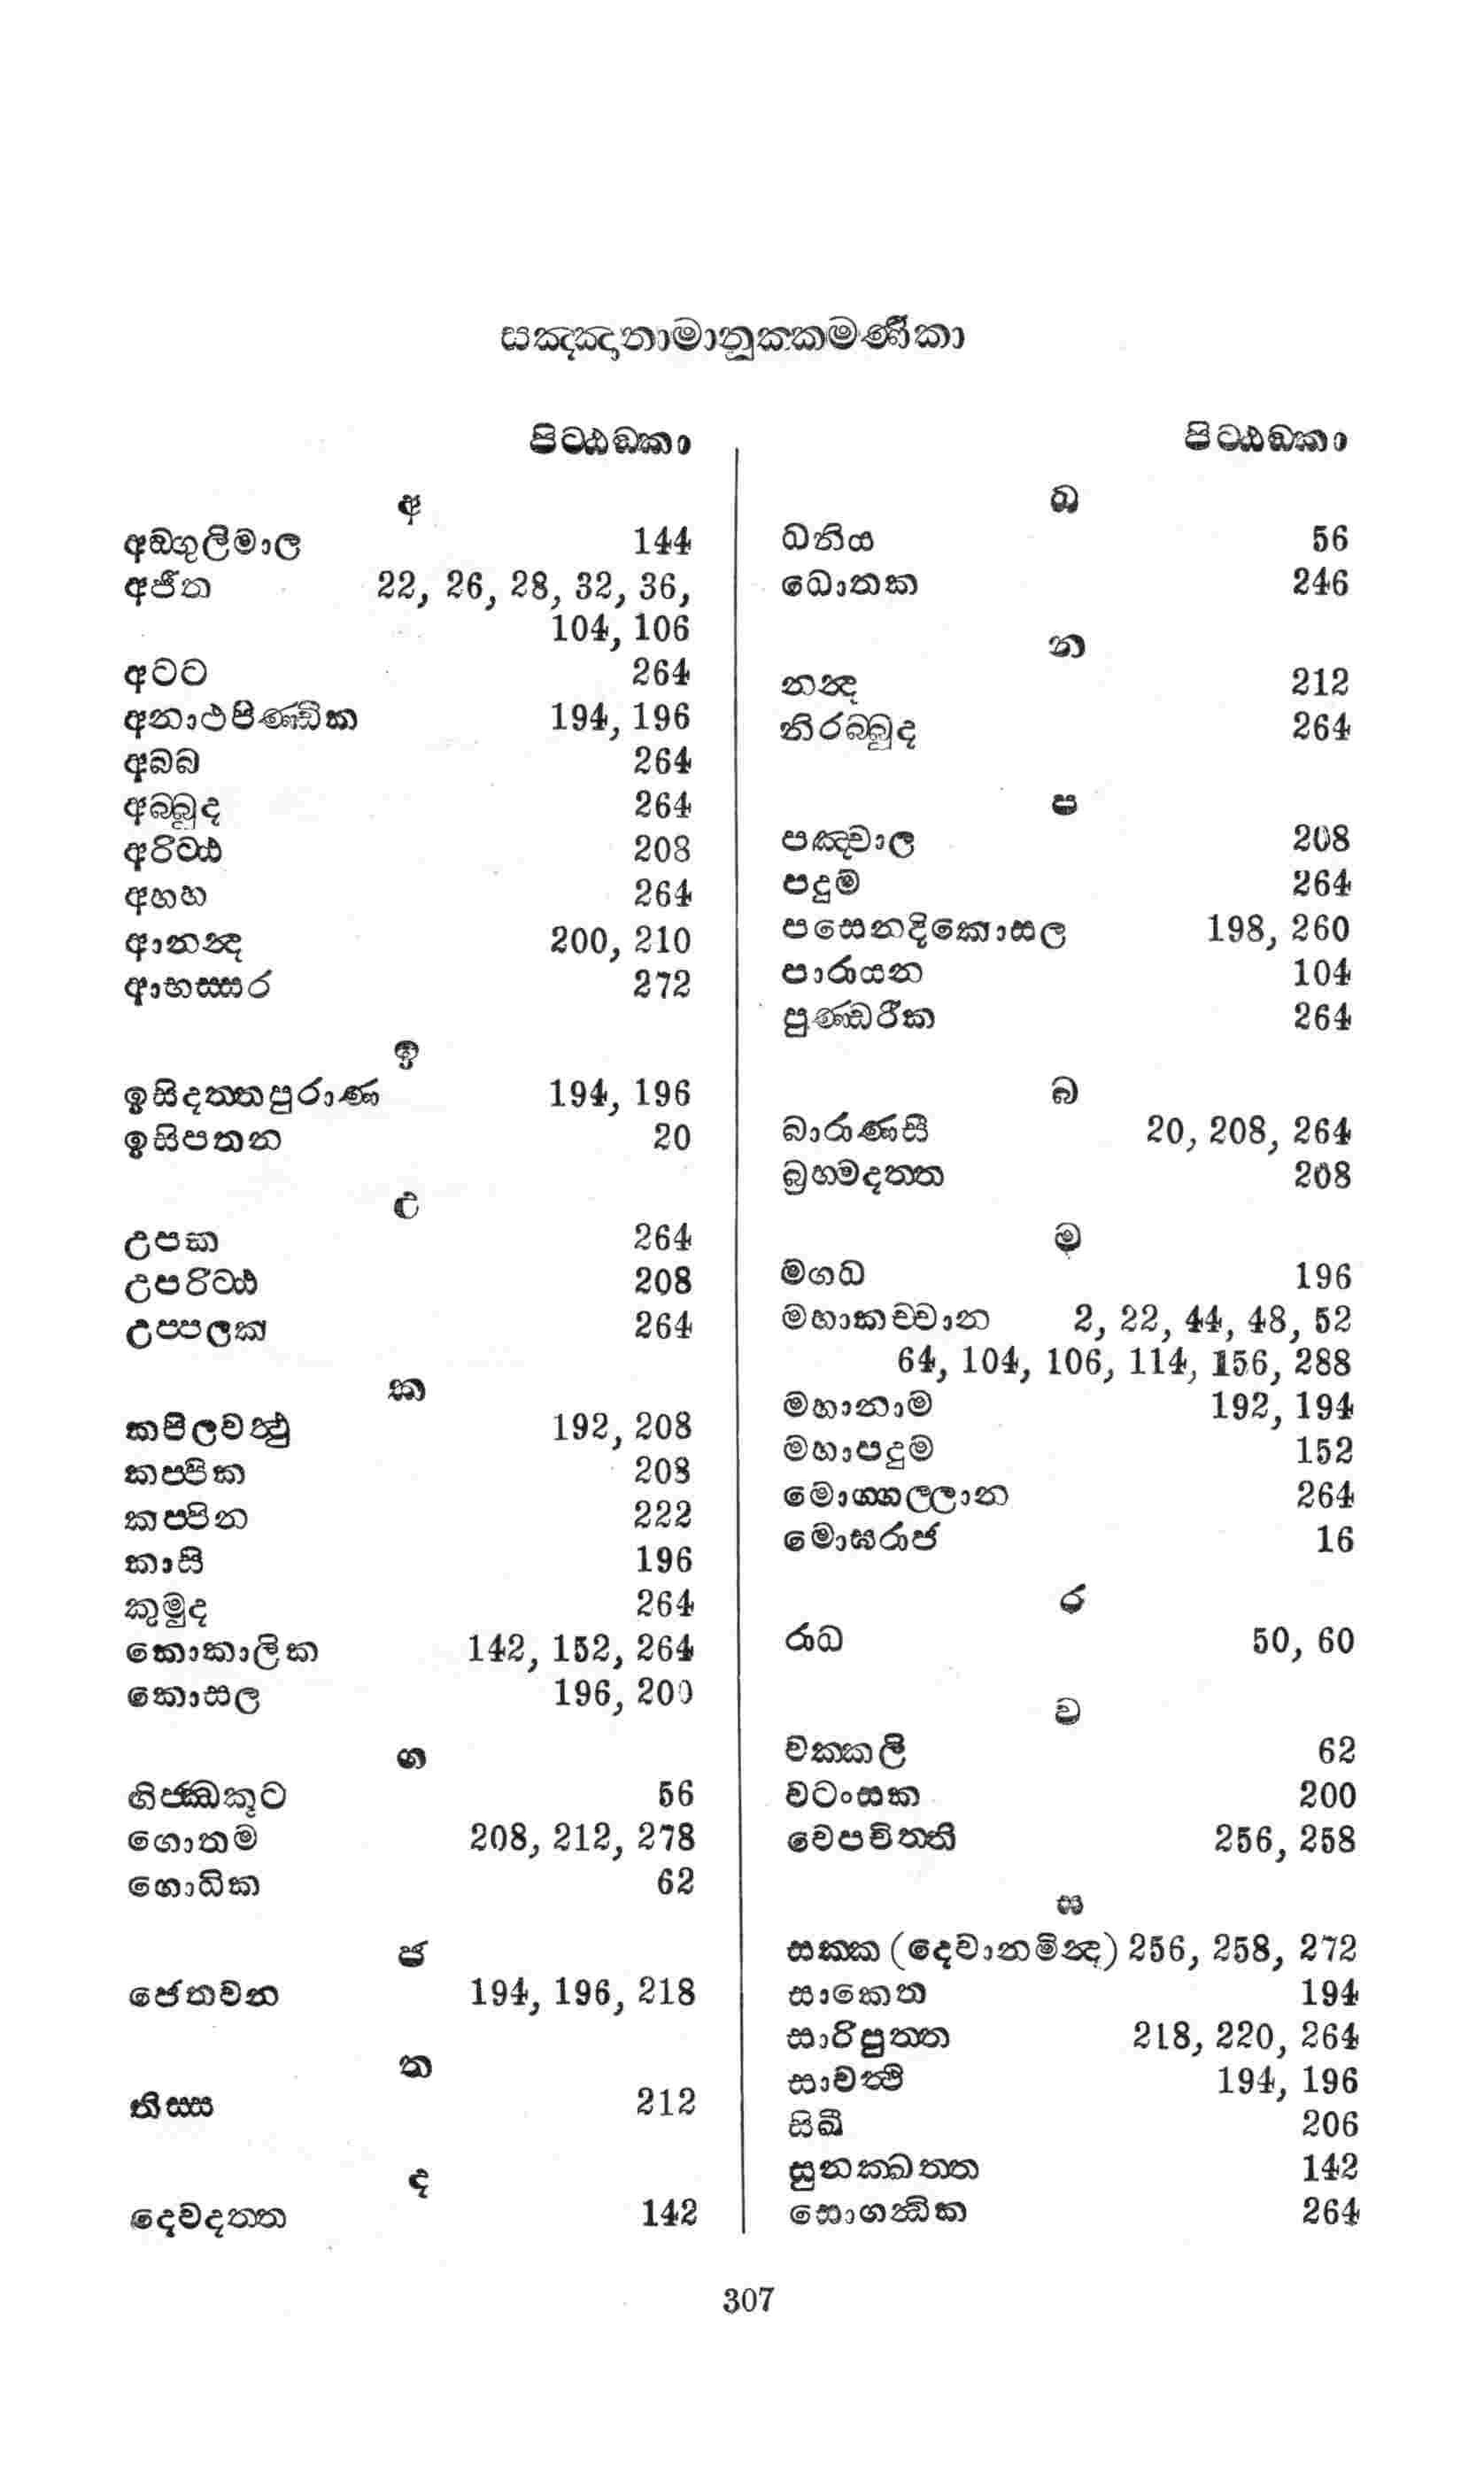 සඤ්ඤානාමානුක්කමණිකා
පිට්ඨඞ්කා
අ
අඞ්ගුලිමාල 144
අජිත 22, 26, 28, 32, 36,
104, 106
අටට 264
අනාථපිණ්ඩික 194, 196
අබබ 264
අබ්බුද 264
අරිට්ඨ 208
අහහ 264
ආනන්‍ද 200, 210
ආභස්සර 272
ඉ
ඉසිදත්තපුරාණ 194, 196
ඉසිපතන 20
උ
උපක 264
උපරිට්ඨ 208
උප්පලක 264
ක
කපිලවත්‍ථු 192, 208
කප්පික 208
කප්පින 222
කාසි 196
කුමුද 264
කොකාලික 142, 152, 264
කොසල 196, 200
ග
ගිජ්ඣකූට 56
ගොතම 208, 212, 278
ගොධික 62
ජ
ජෙතවන 194, 196, 218
ත
තිස්ස 212
ද
දෙවදත්ත 142
පිට්ඨඞ්කා
ධ
ධනිය 56
ධොතක 246
න
නන්‍ද 212
නිරබ්බුද 264
ප
පඤ්චාල 208
පදුම 264
පසෙනදිකොසල 198, 260
පාරායන 104
පුණ්ඩරීක 264
බ
බාරාණසී 20, 208, 264
බ්‍රහ්මදත්ත 208
ම
මගධ 196
මහාකච්චාන 2, 22, 44, 48, 52
64, 104, 106, 114, 156, 288
මහානාම 192, 194
මහාපදුම 152
මොග්ගල්ලාන 264
මොඝරාජ 16
ර
රාධ 50, 60
ව
වක්කලි 62
වටංසක 200
වෙපචිත්ති 256, 258
ස
සක්ක (දෙවානමින්‍ද) 256, 258, 272
සාකෙත 194
සාරිපුත්ත 218, 220, 264
සාවත්‍ථි 194, 196
සිඛී 206
සුනක්ඛත්ත 142
සොගන්‍ධික 264
307